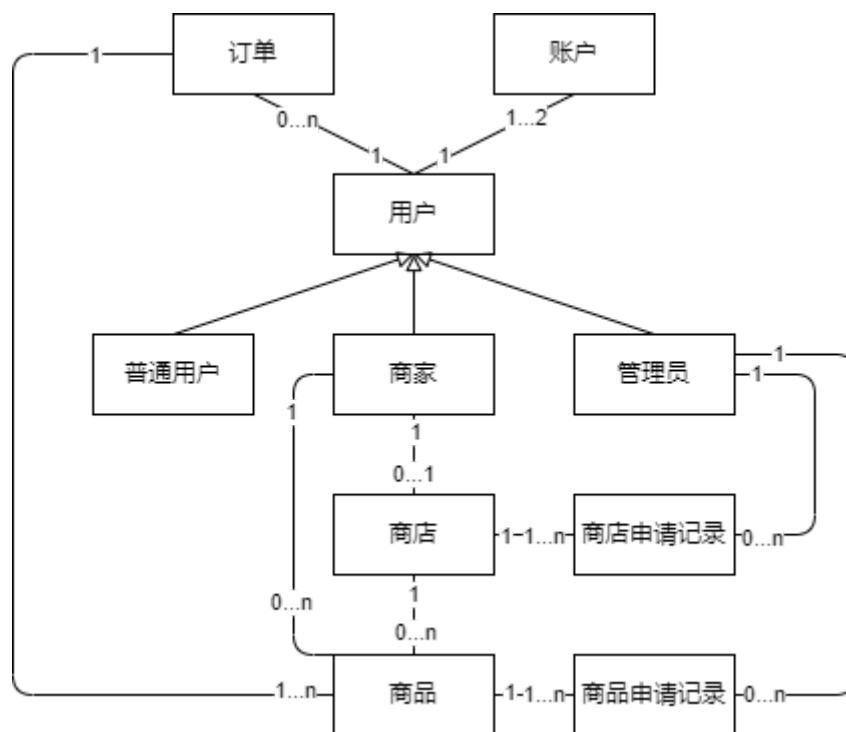 1
订单
账户
0...n
1...2
1
1
用户
普通用户
商家
管理员
1
1
1
1
0...1
商店
1
1...n
商店申请记录
0...n
1
0...n
0...n
1...n
商品
1
1...n
商品申请记录
0...n